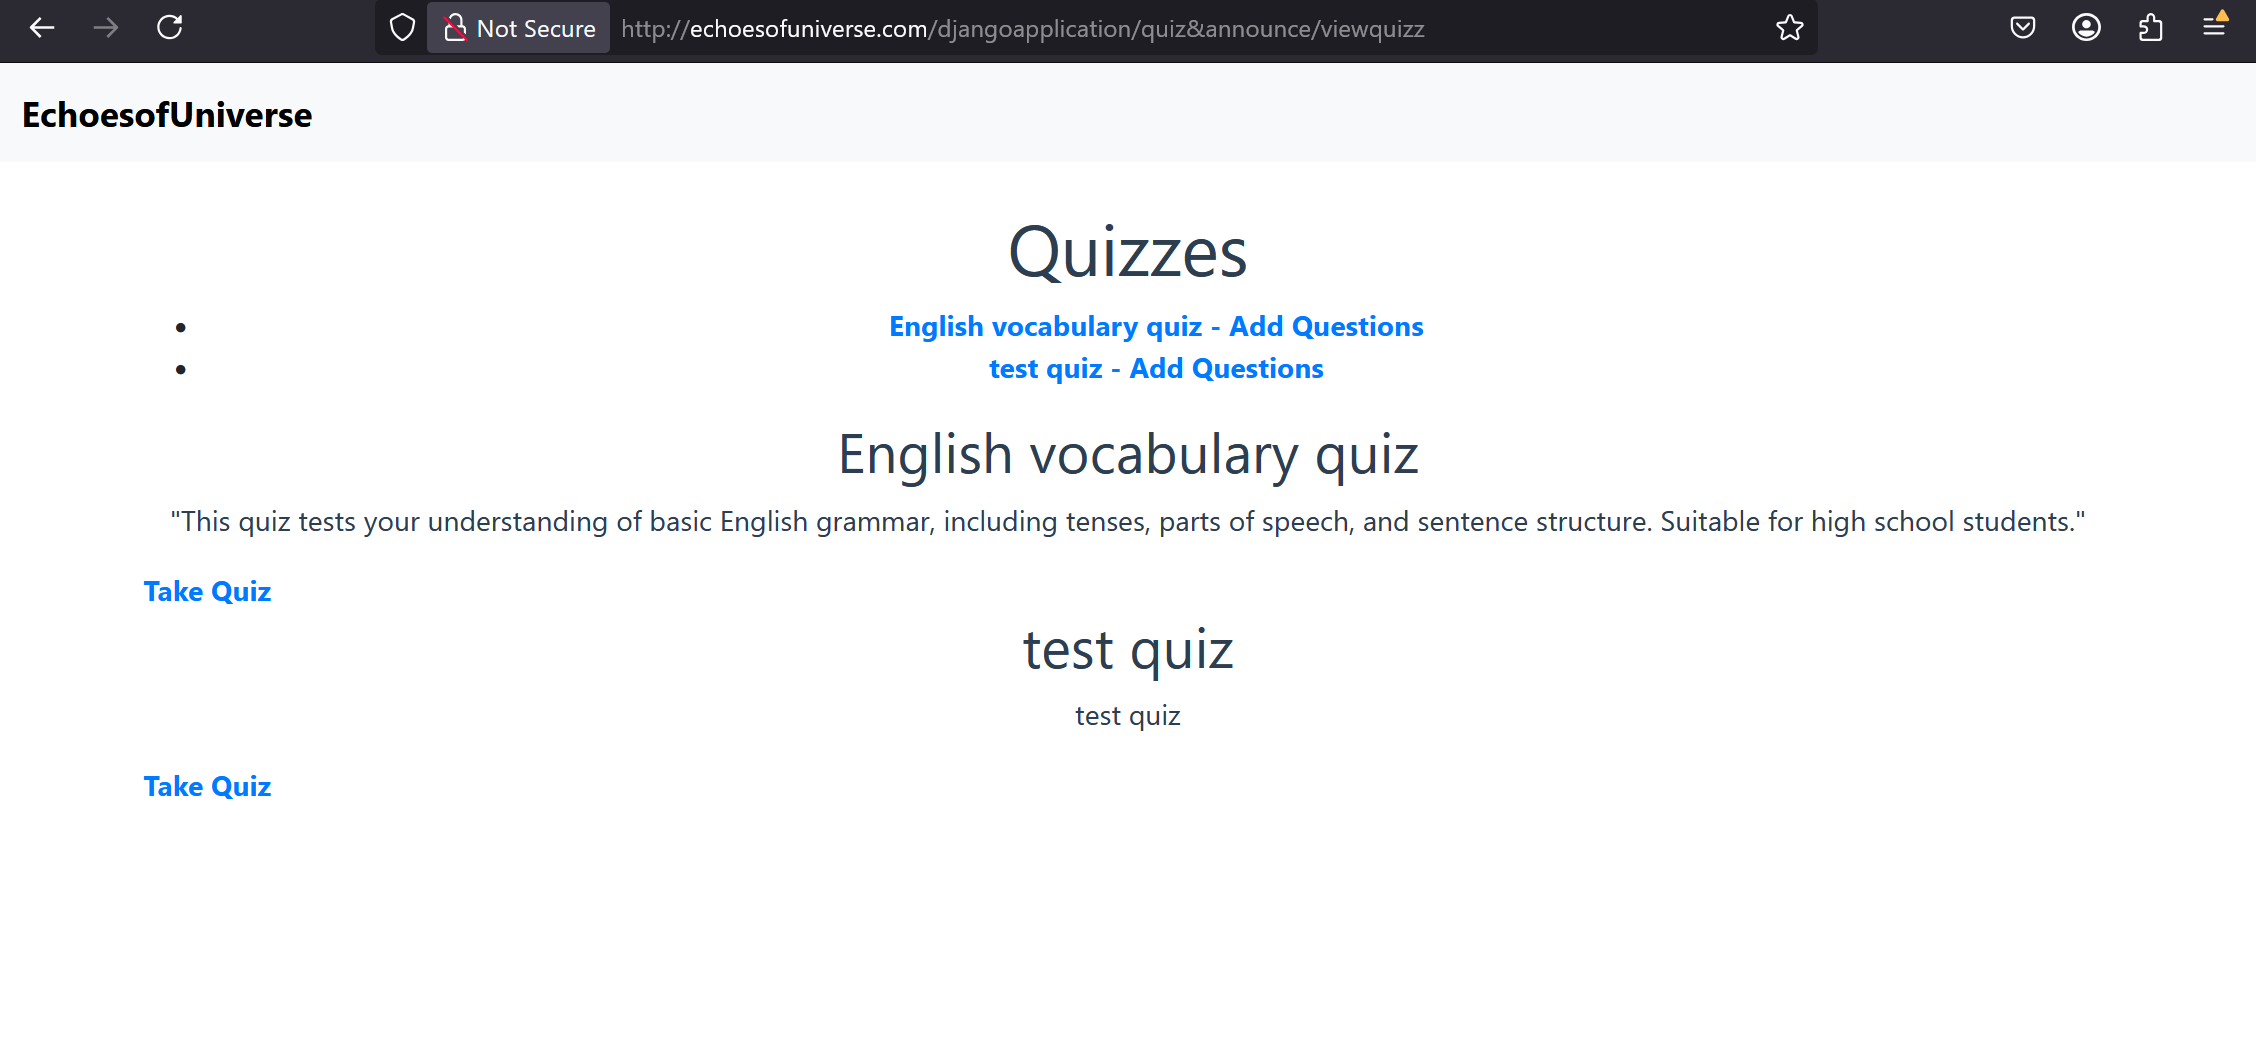 Not Secure http://echoesofuniverse.com/djangoapplication/quiz&announce/viewquizz
EchoesofUniverse
Quizzes
• English vocabulary quiz - Add Questions
• test quiz - Add Questions
English vocabulary quiz
"This quiz tests your understanding of basic English grammar, including tenses, parts of speech, and sentence structure. Suitable for high school students."
Take Quiz
test quiz
test quiz
Take Quiz